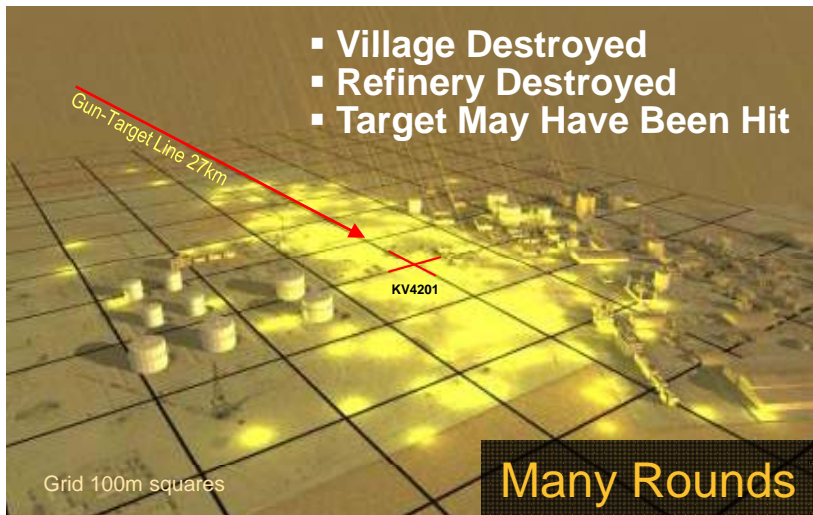 ▪ Village Destroyed
▪ Refinery Destroyed
▪ Target May Have Been Hit
Gun-Target Line 27km
KV4201
Grid 100m squares
Many Rounds